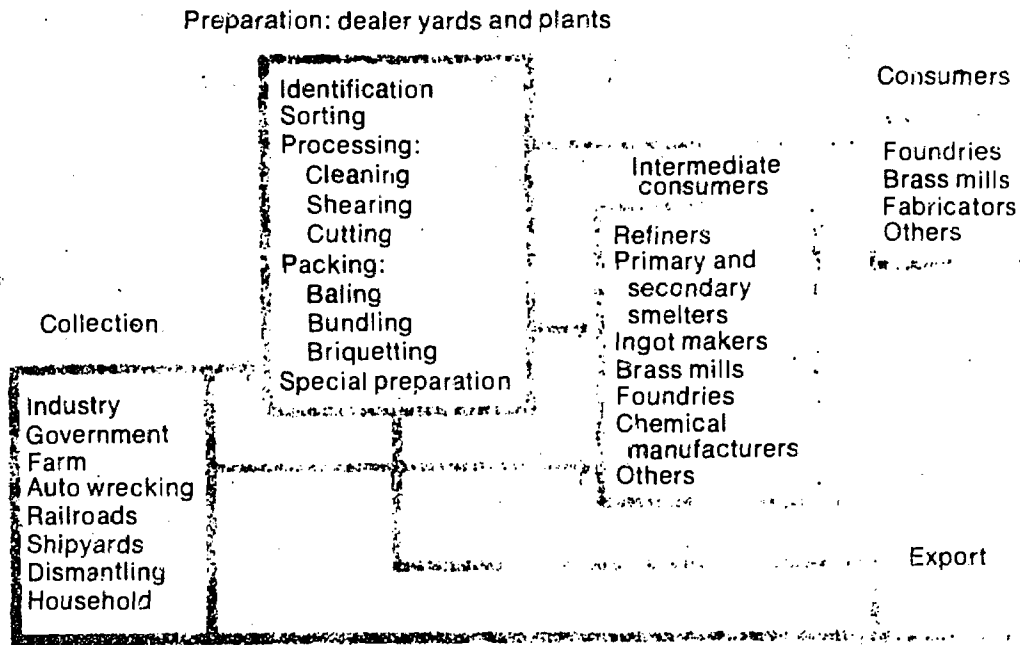 Preparation: dealer yards and plants
Identification
Sorting
Processing:
Cleaning
Shearing
Cutting
Packing:
Baling
Bundling
Briquetting
Special preparation
Collection
Industry
Government
Farm
Auto wrecking
Railroads
Shipyards
Dismantling
Household
Intermediate
consumers
Refiners
Primary and
secondary
smelters
Ingot makers
Brass mills
Foundries
Chemical
manufacturers
Others
Consumers
Foundries
Brass mills
Fabricators
Others
Export